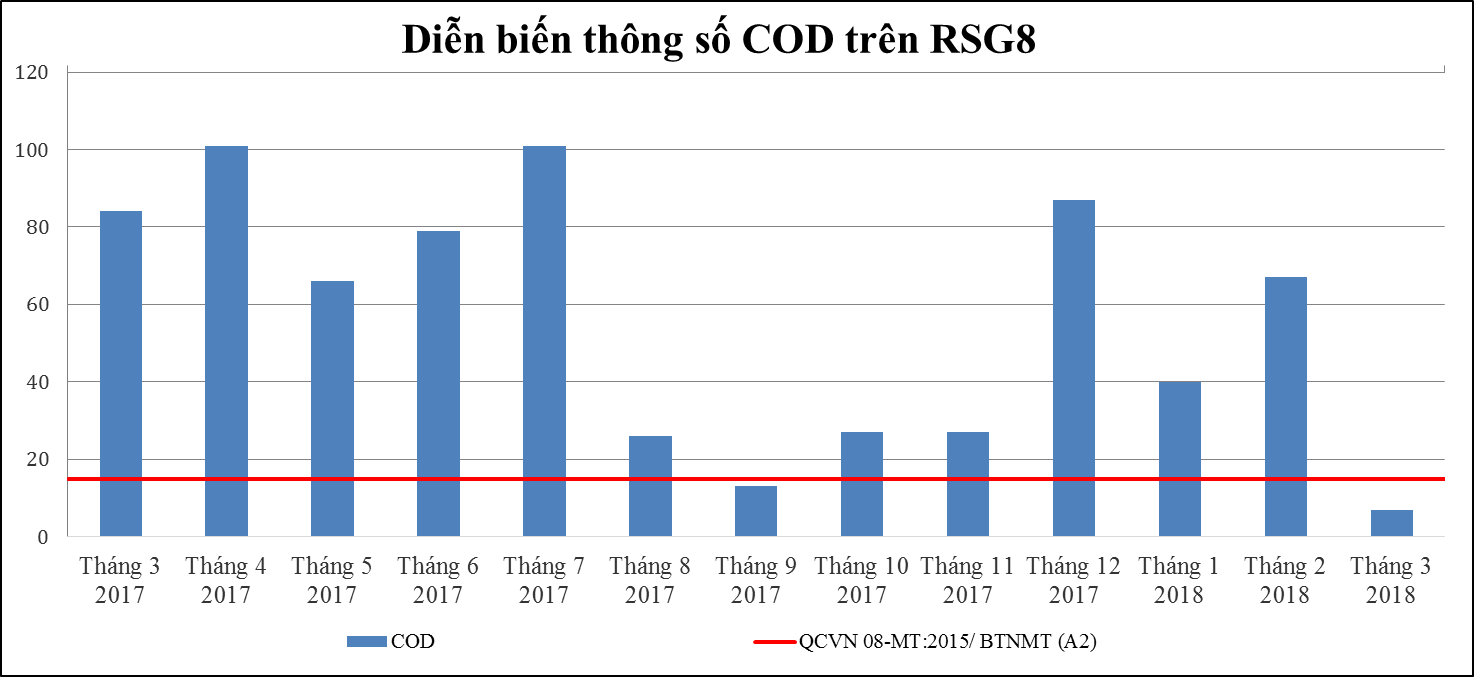 Diễn biến thông số COD trên RSG8
120
100
80
60
40
20
0
Tháng 3 2017
Tháng 4 2017
Tháng 5 2017
Tháng 6 2017
Tháng 7 2017
Tháng 8 2017
Tháng 9 2017
Tháng 10 2017
Tháng 11 2017
Tháng 12 2017
Tháng 1 2018
Tháng 2 2018
Tháng 3 2018
COD
QCVN 08-MT:2015/ BTNMT (A2)